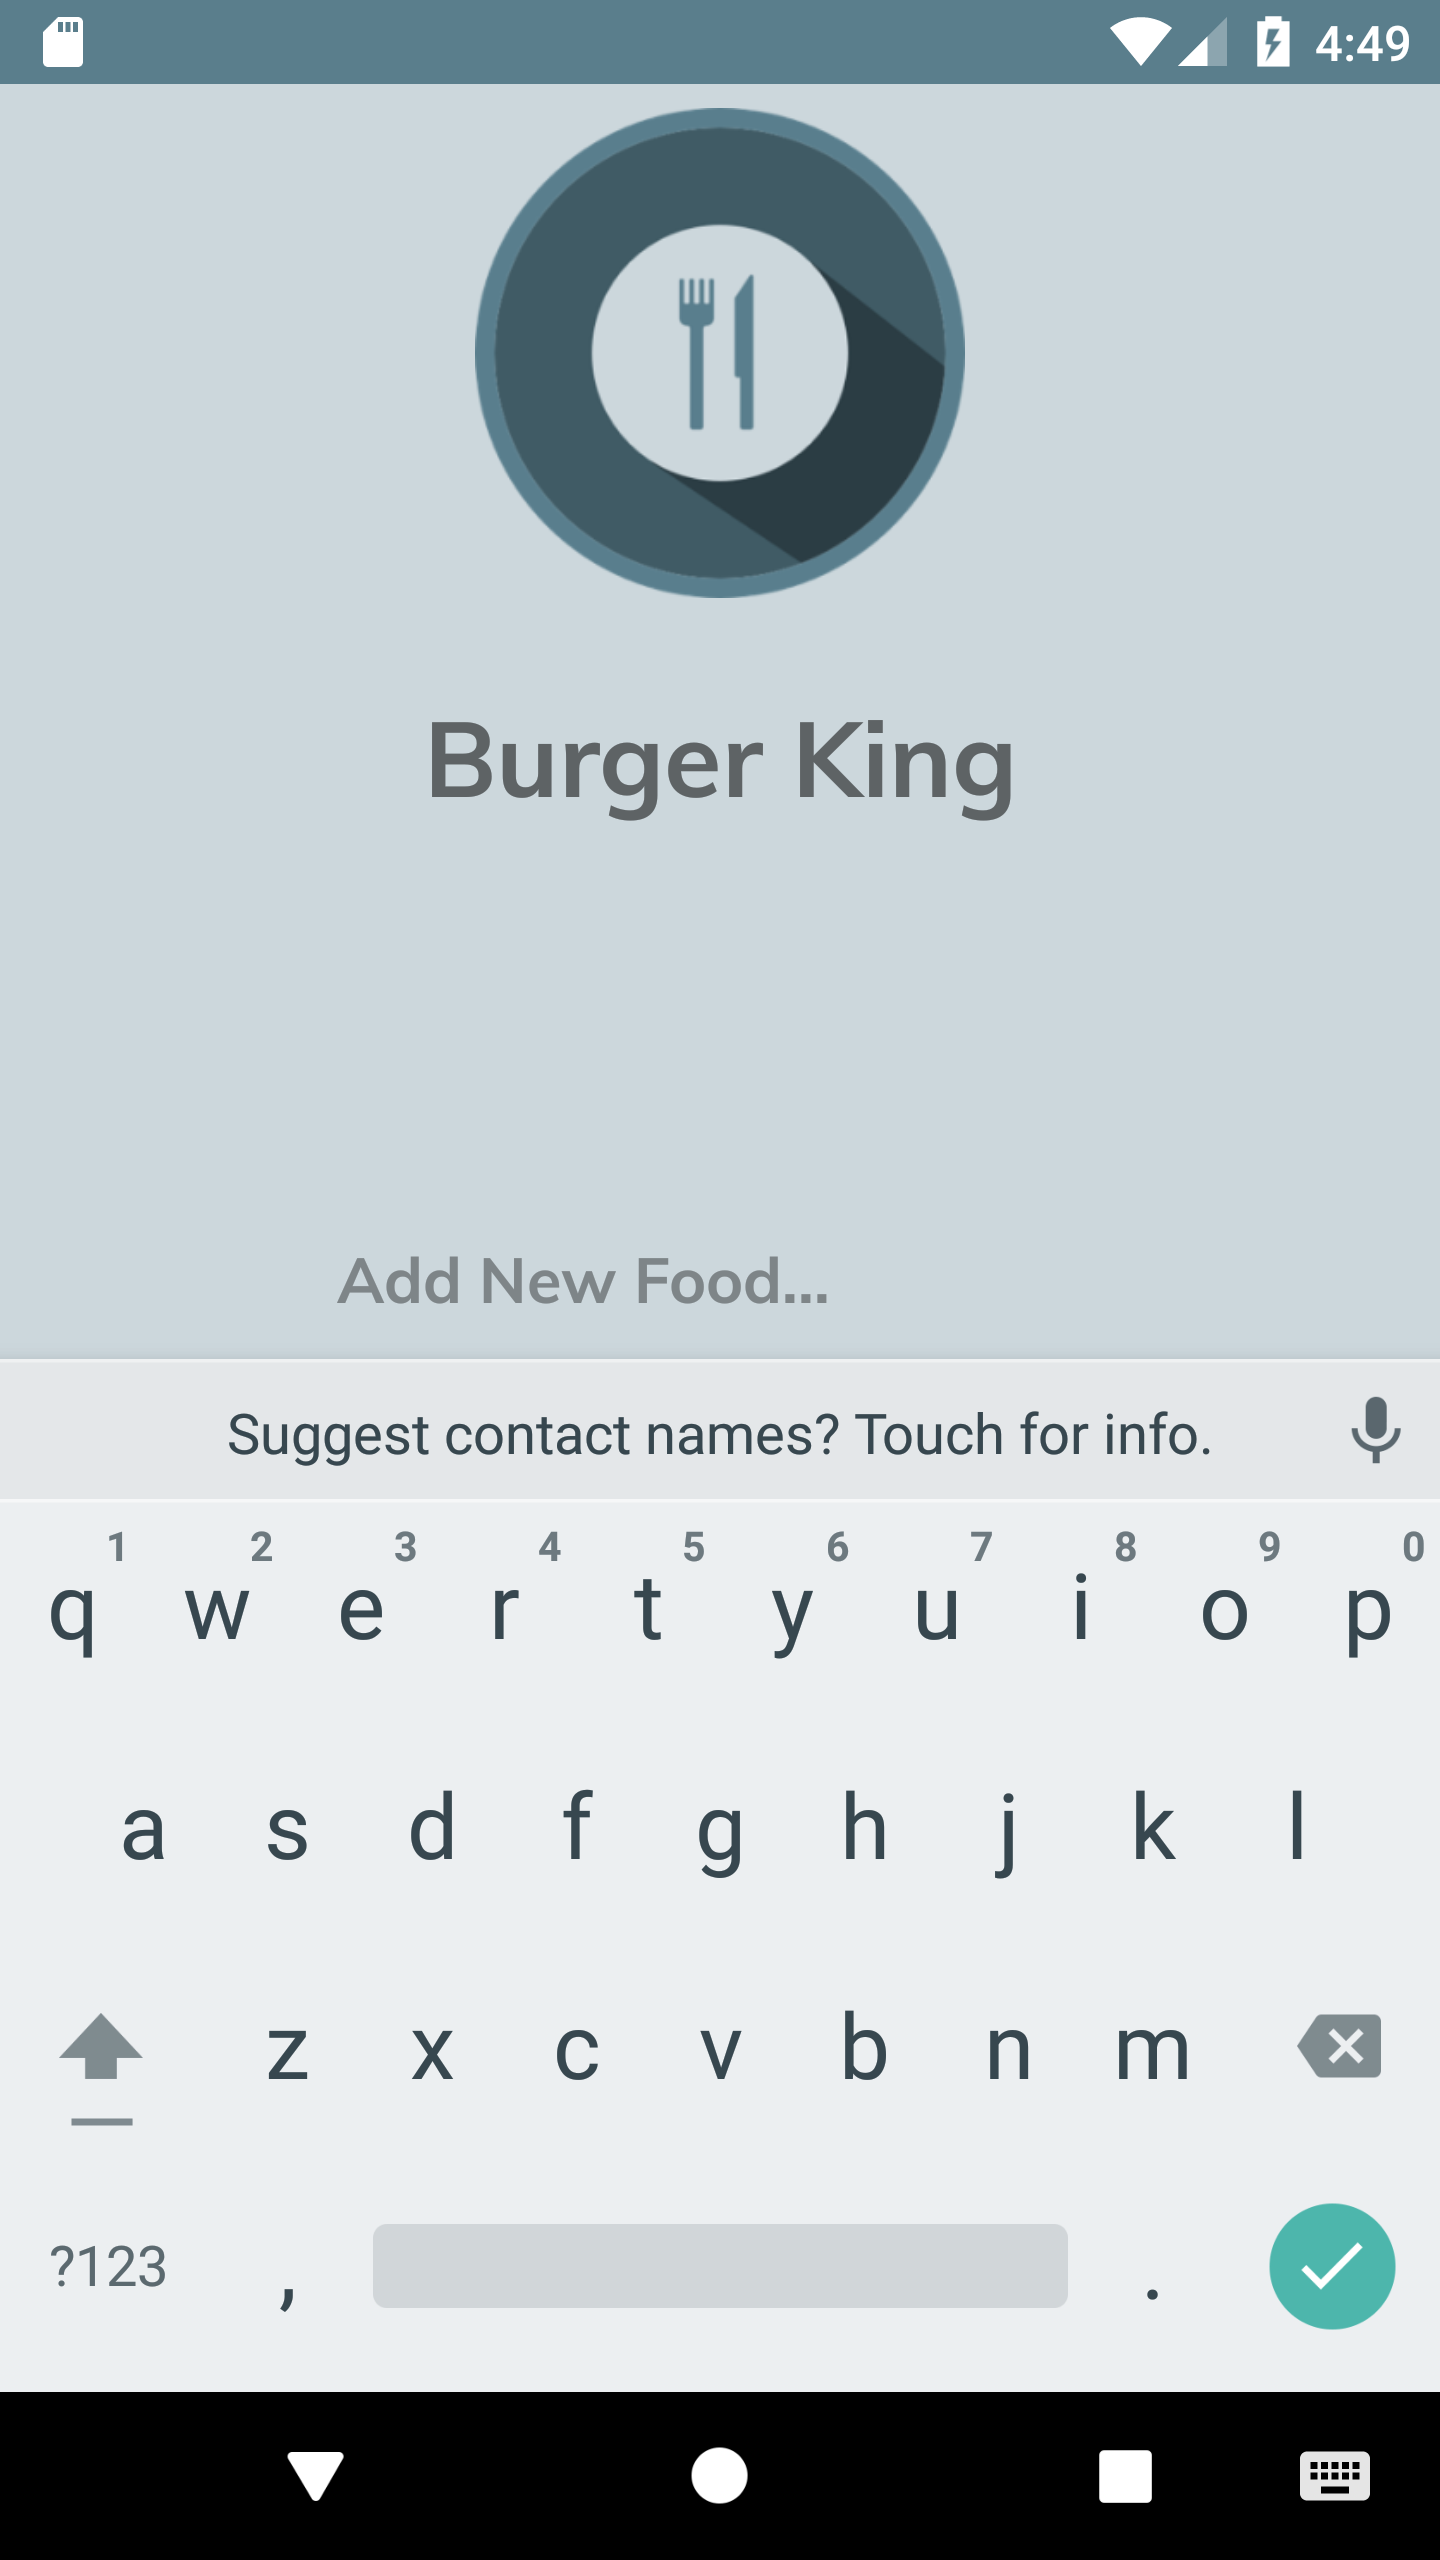 4:49
Burger King
Add New Food...
Suggest contact names? Touch for info.
1 2 3 4 5 6 7 8 9 0
q w e r t y u i o p
a s d f g h j k l
z x c v b n m
?123 , .